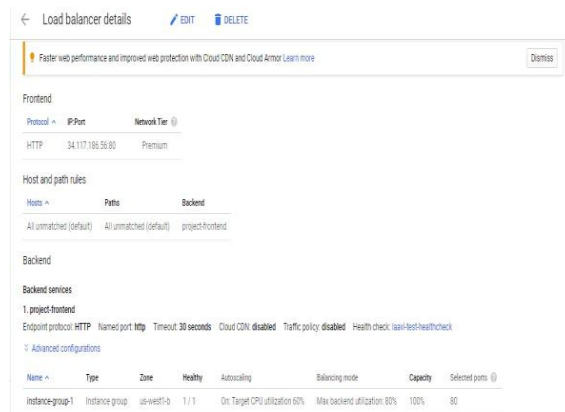 Load balancer details EDIT DELETE
Faster web performance and improved web protection with Cloud CDN and Cloud Armor Learn more Dismiss
Frontend
Protocol IP:Port Network Tier
HTTP 34.117.186.56:80 Premium
Host and path rules
Hosts Paths Backend
All unmatched (default) All unmatched (default) project-frontend
Backend
Backend services
1. project-frontend
Endpoint protocol: HTTP Named port: http Timeout: 30 seconds Cloud CDN: disabled Traffic policy: disabled Health check: laavi-test-healthcheck
Advanced configurations
Name Type Zone Healthy Autoscaling Balancing mode Capacity Selected ports
instance-group-1 Instance group us-west1-b 1 / 1 On: Target CPU utilization 60% Max backend utilization: 80% 100% 80